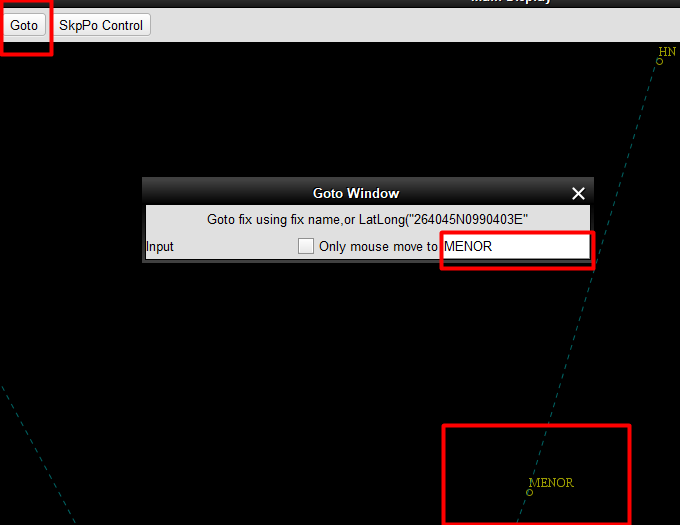 Main Display
Goto
SkpPo Control
HN
Goto Window
Goto fix using fix name,or LatLong("264045N0990403E"
Input
Only mouse move to
MENOR
MENOR